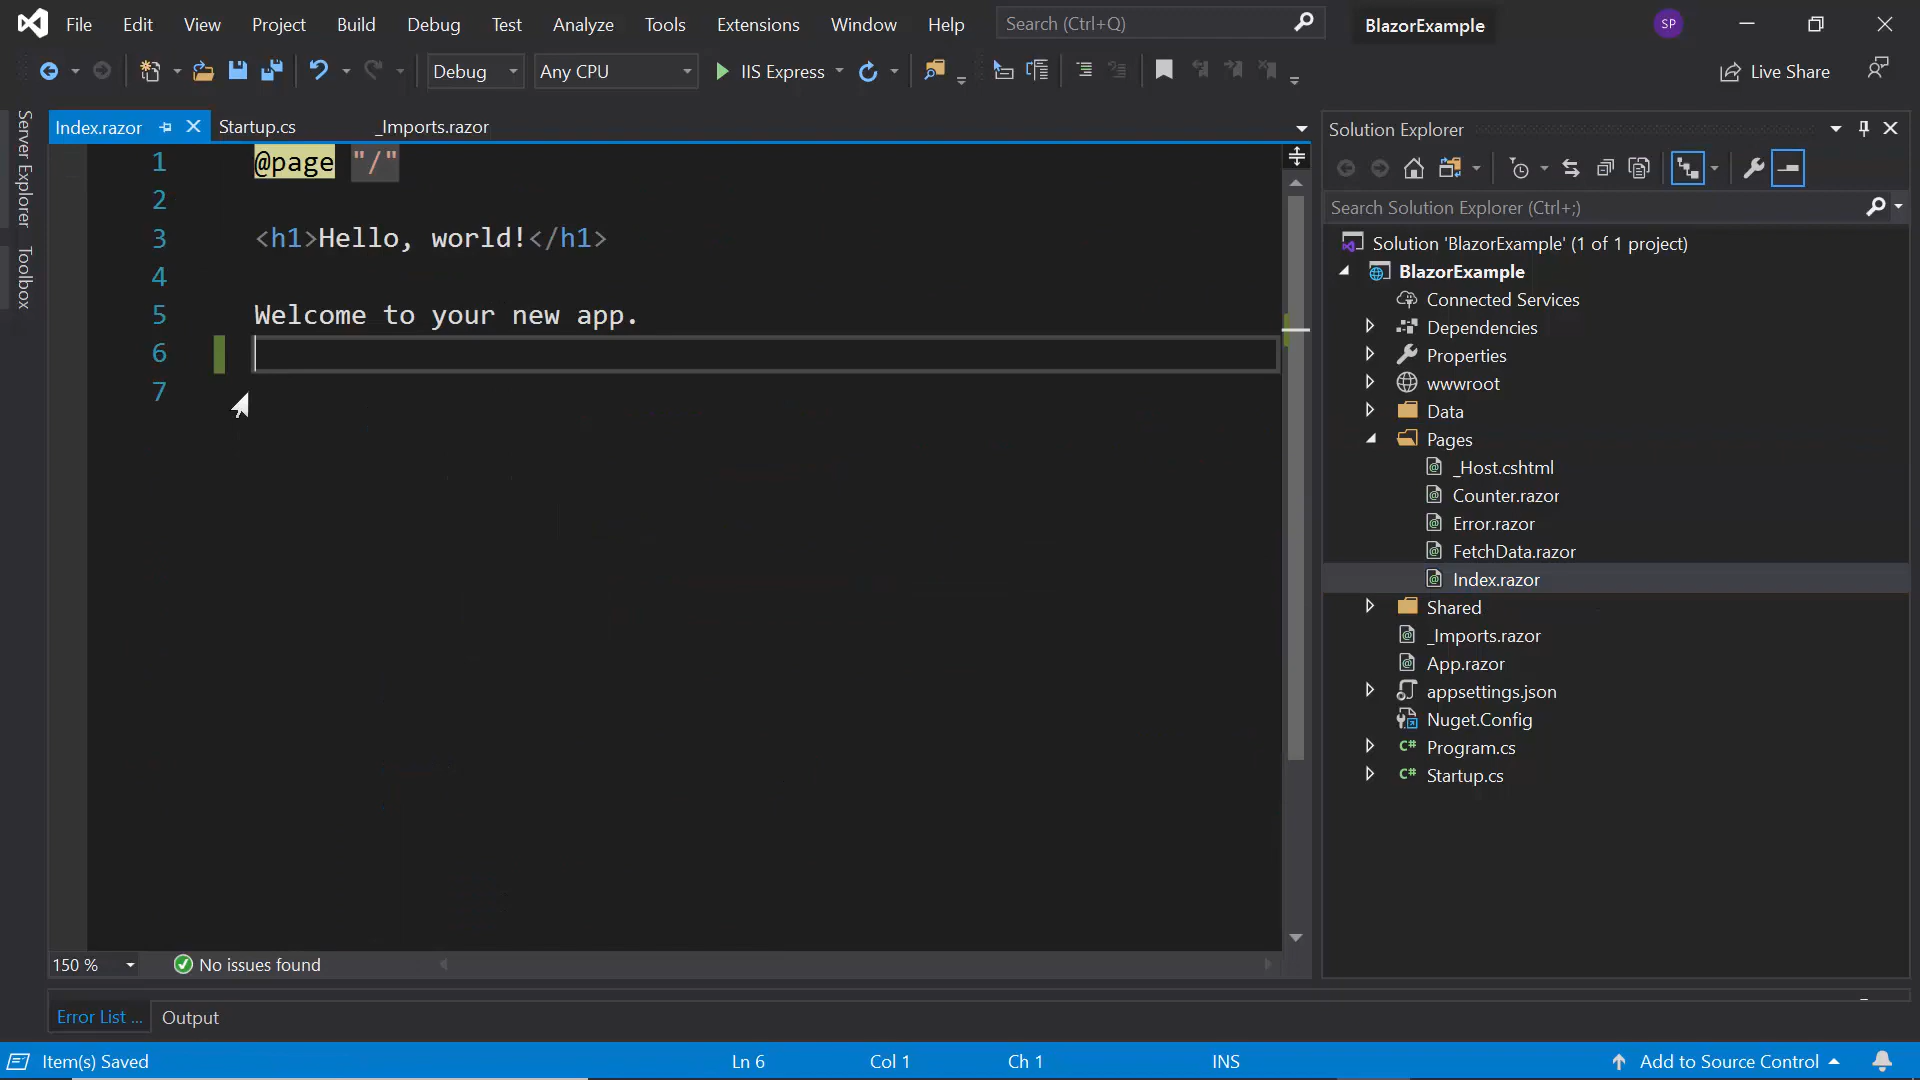 File Edit View Project Build Debug Test Analyze Tools Extensions Window Help Search (Ctrl+Q) BlazorExample SP
Debug Any CPU IIS Express Live Share
Server Explorer
Toolbox
Index.razor Startup.cs _Imports.razor
1 @page "/"
2
3 <h1>Hello, world!</h1>
4
5 Welcome to your new app.
6
7
150 % No issues found
Solution Explorer
Search Solution Explorer (Ctrl+;)
Solution 'BlazorExample' (1 of 1 project)
BlazorExample
Connected Services
Dependencies
Properties
wwwroot
Data
Pages
_Host.cshtml
Counter.razor
Error.razor
FetchData.razor
Index.razor
Shared
_Imports.razor
App.razor
appsettings.json
Nuget.Config
C# Program.cs
C# Startup.cs
Error List ... Output
Item(s) Saved Ln 6 Col 1 Ch 1 INS Add to Source Control